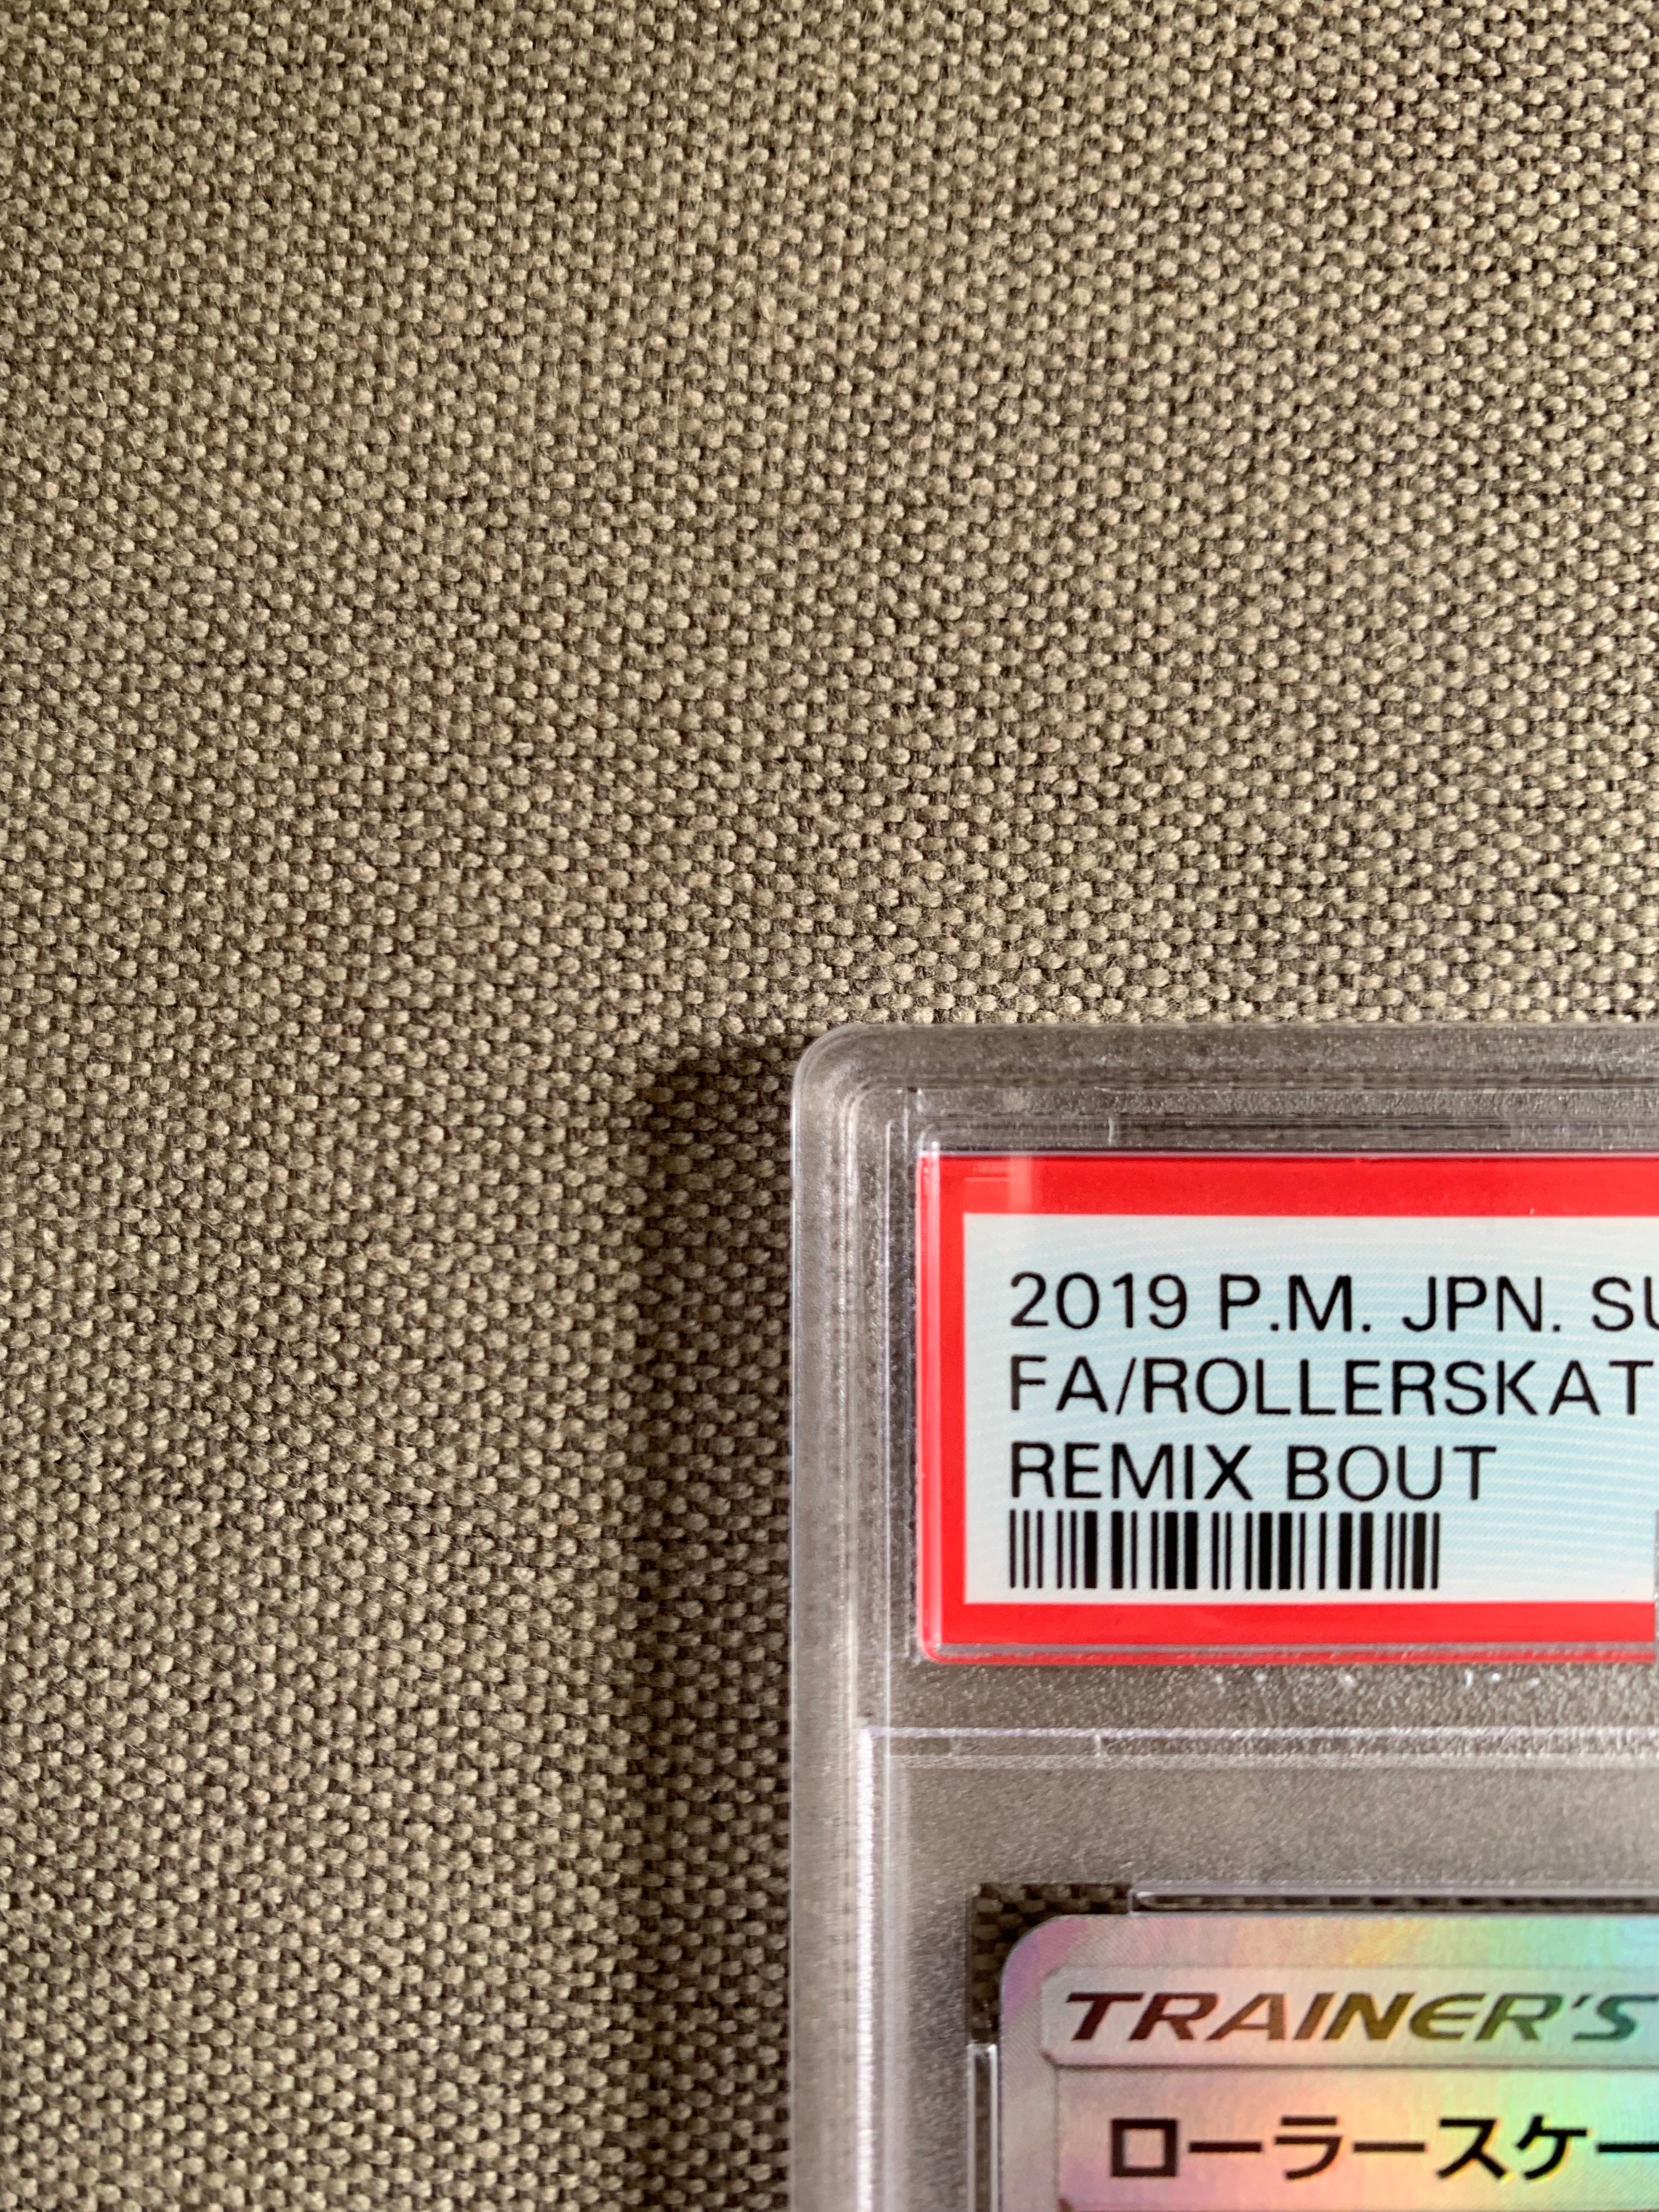 2019 P.M. JPN. SU
FA/ROLLERSKAT
REMIX BOUT
TRAINER'S
ローラースケー